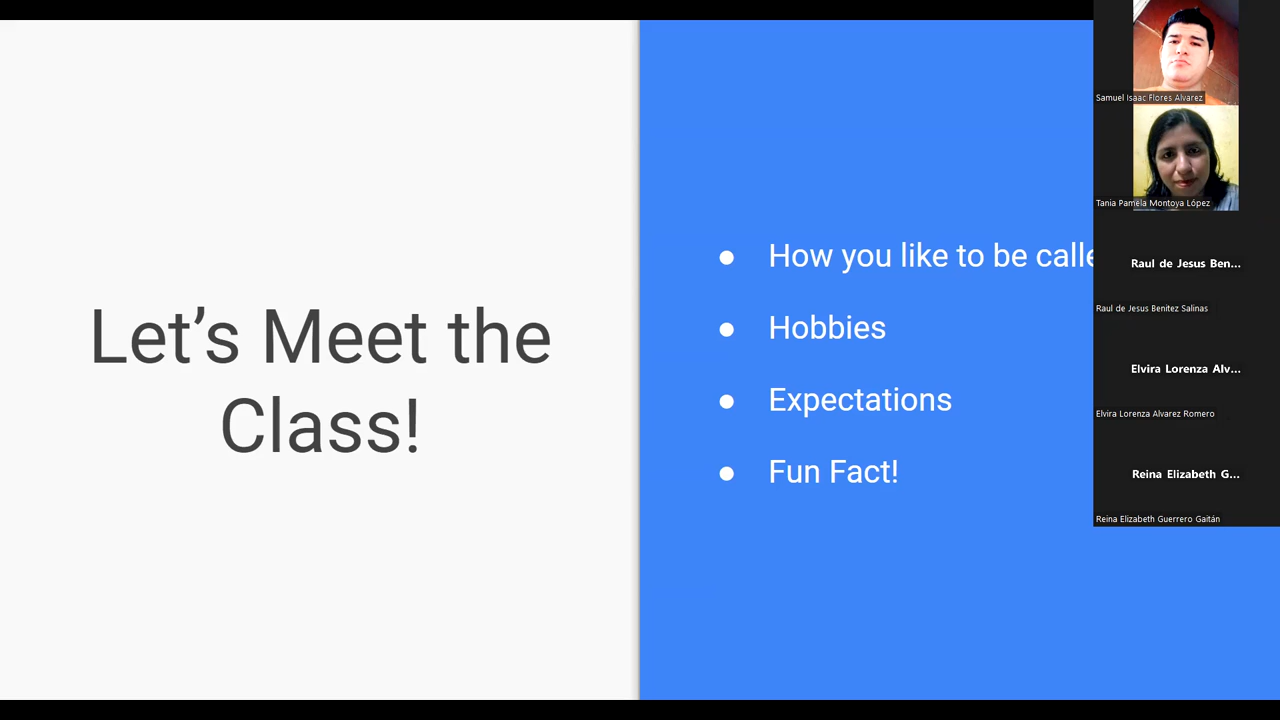 Let’s Meet the
Class!
● How you like to be calle
● Hobbies
● Expectations
● Fun Fact!
Samuel Isaac Flores Alvarez
Tania Pamela Montoya López
Raul de Jesus Ben...
Raul de Jesus Benitez Salinas
Elvira Lorenza Alv...
Elvira Lorenza Alvarez Romero
Reina Elizabeth G...
Reina Elizabeth Guerrero Gaitán